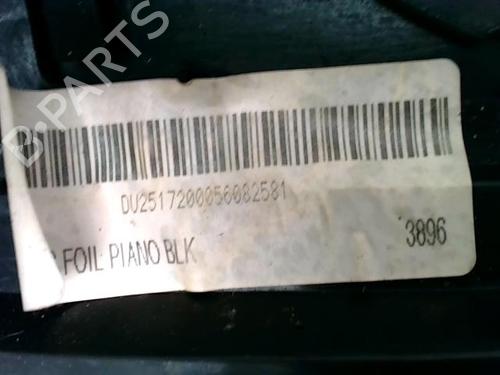 B-PARTS
DU2517200056082581
FOIL PIANO BLK 3896